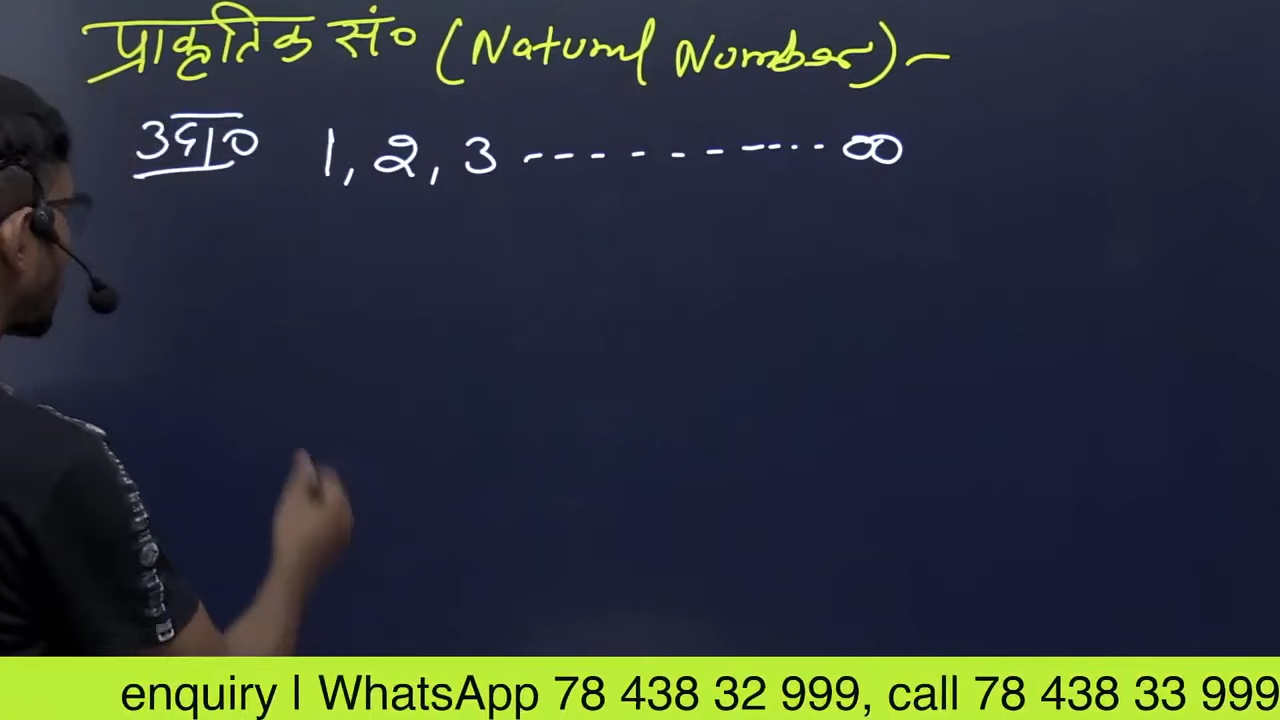 प्राकृतिक सं० (Natural Number) –
उदा० 1, 2, 3 ----------... ∞
enquiry I WhatsApp 78 438 32 999, call 78 438 33 999